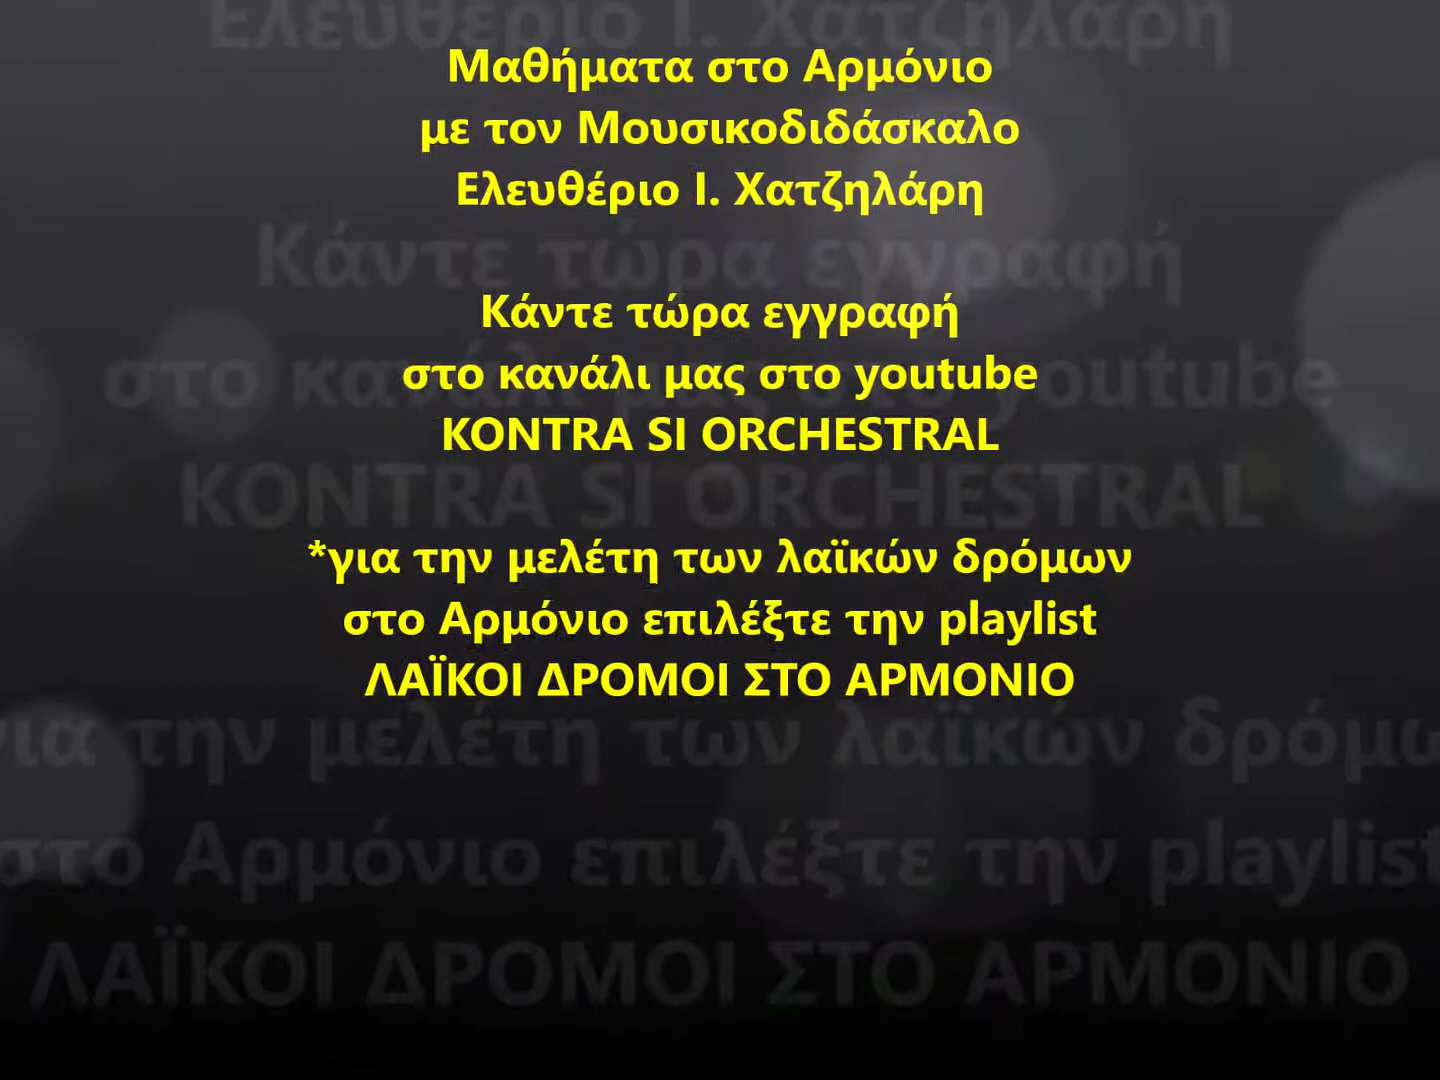 Μαθήματα στο Αρμόνιο
με τον Μουσικοδιδάσκαλο
Ελευθέριο Ι. Χατζηλάρη
Κάντε τώρα εγγραφή
στο κανάλι μας στο youtube
KONTRA SI ORCHESTRAL
*για την μελέτη των λαϊκών δρόμων
στο Αρμόνιο επιλέξτε την playlist
ΛΑΪΚΟΙ ΔΡΟΜΟΙ ΣΤΟ ΑΡΜΟΝΙΟ